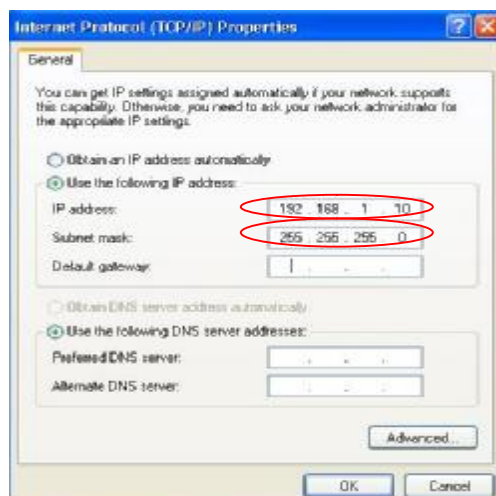 Internet Protocol (TCP/IP) Properties
General
You can get IP settings assigned automatically if your network supports
this capability. Otherwise, you need to ask your network administrator for
the appropriate IP settings.
Obtain an IP address automatically
Use the following IP address:
IP address: 192 . 168 . 1 . 10
Subnet mask: 255 . 255 . 255 . 0
Default gateway: . . .
Obtain DNS server address automatically
Use the following DNS server addresses:
Preferred DNS server: . . .
Alternate DNS server: . . .
Advanced...
OK Cancel